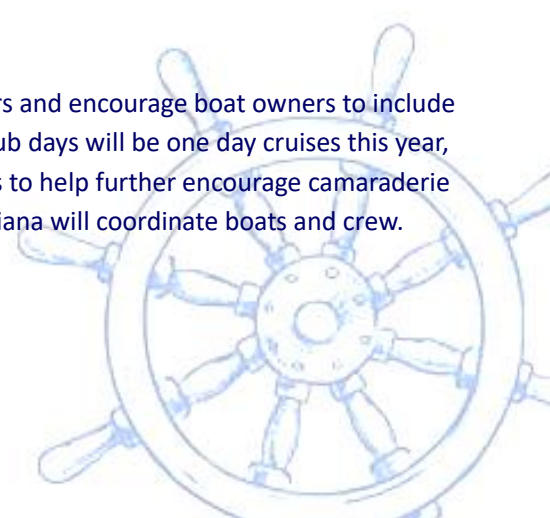 rs and encourage boat owners to include
ub days will be one day cruises this year,
s to help further encourage camaraderie
iana will coordinate boats and crew.